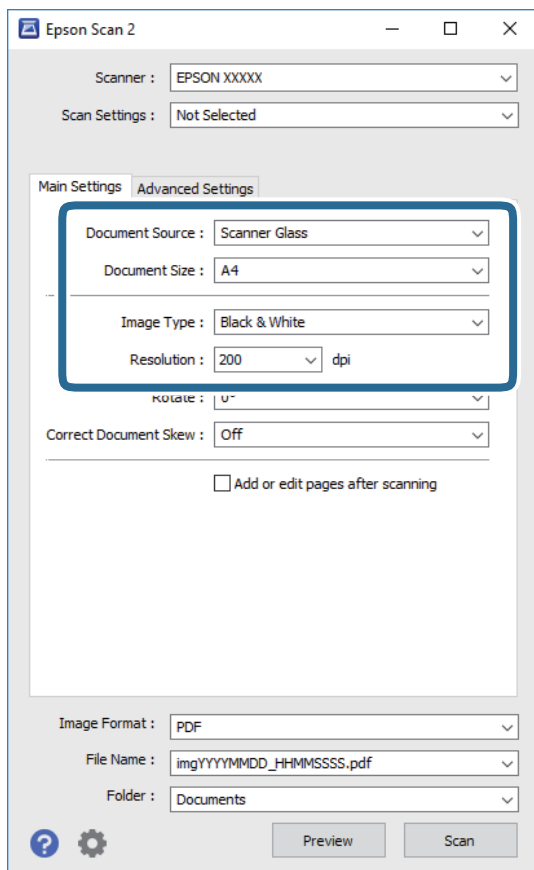 Epson Scan 2
Scanner : EPSON XXXXX
Scan Settings : Not Selected
Main Settings Advanced Settings
Document Source : Scanner Glass
Document Size : A4
Image Type : Black & White
Resolution : 200 dpi
Rotate : 0°
Correct Document Skew : Off
Add or edit pages after scanning
Image Format : PDF
File Name : imgYYYYMMDD_HHMMSSSS.pdf
Folder : Documents
? Preview Scan